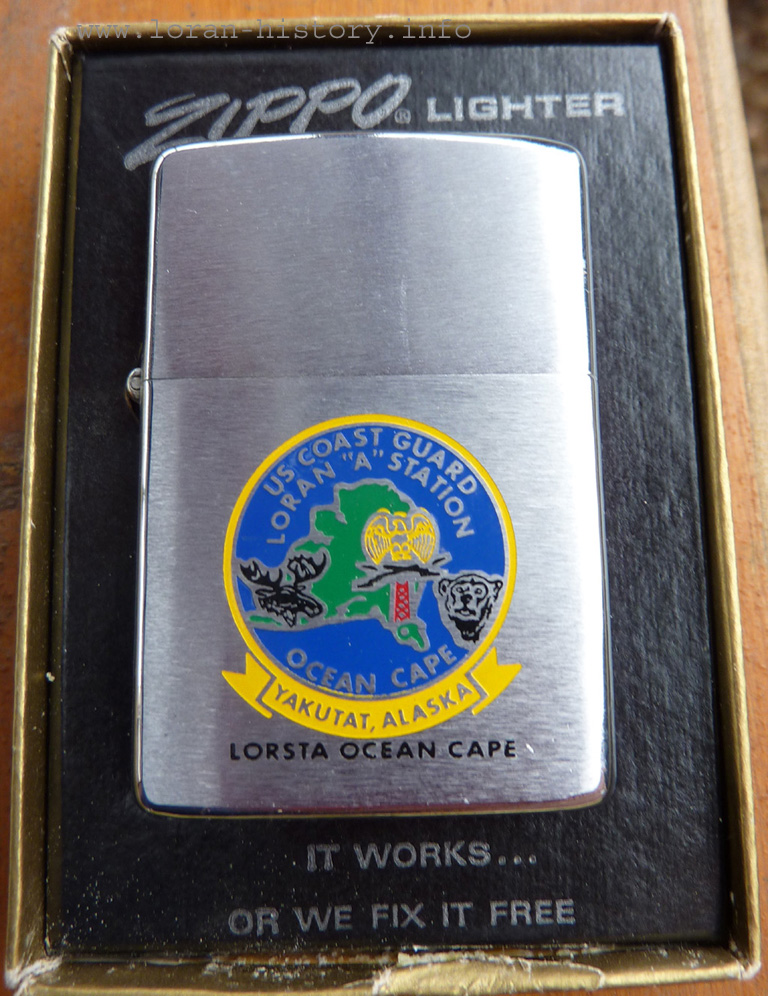 www.loran-history.info
ZIPPO® LIGHTER
US COAST GUARD
LORAN "A" STATION
OCEAN CAPE
YAKUTAT, ALASKA
LORSTA OCEAN CAPE
IT WORKS...
OR WE FIX IT FREE